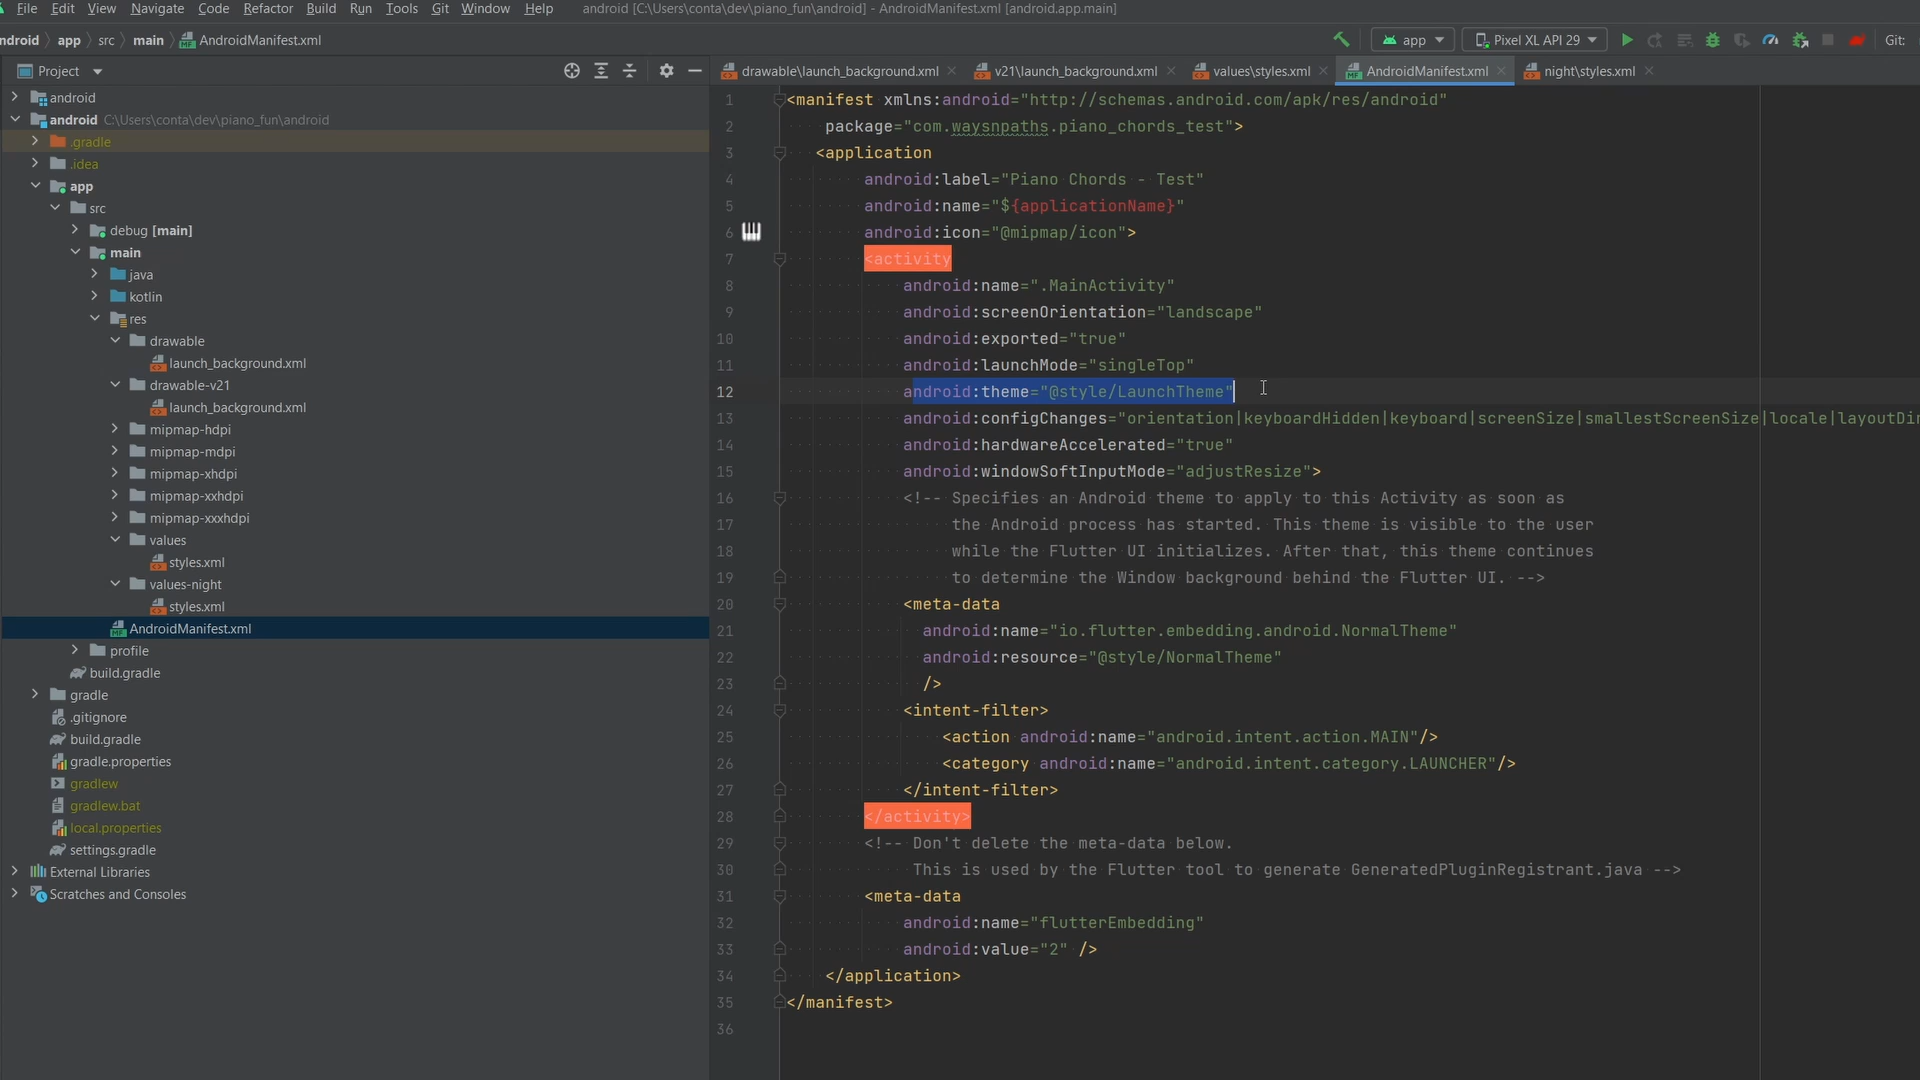 File Edit View Navigate Code Refactor Build Run Tools Git Window Help android [C:\Users\conta\dev\piano_fun\android] - AndroidManifest.xml [android.app.main]
ndroid app src main AndroidManifest.xml app Pixel XL API 29 Git:
Project drawable\launch_background.xml v21\launch_background.xml values\styles.xml AndroidManifest.xml night\styles.xml
android
android C:\Users\conta\dev\piano_fun\android
.gradle
.idea
app
src
debug [main]
main
java
kotlin
res
drawable
launch_background.xml
drawable-v21
launch_background.xml
mipmap-hdpi
mipmap-mdpi
mipmap-xhdpi
mipmap-xxhdpi
mipmap-xxxhdpi
values
styles.xml
values-night
styles.xml
AndroidManifest.xml
profile
build.gradle
gradle
.gitignore
build.gradle
gradle.properties
gradlew
gradlew.bat
local.properties
settings.gradle
External Libraries
Scratches and Consoles
1 <manifest xmlns:android="http://schemas.android.com/apk/res/android"
2 package="com.waysnpaths.piano_chords_test">
3 <application
4 android:label="Piano Chords - Test"
5 android:name="${applicationName}"
6 android:icon="@mipmap/icon">
7 <activity
8 android:name=".MainActivity"
9 android:screenOrientation="landscape"
10 android:exported="true"
11 android:launchMode="singleTop"
12 android:theme="@style/LaunchTheme"
13 android:configChanges="orientation|keyboardHidden|keyboard|screenSize|smallestScreenSize|locale|layoutDi
14 android:hardwareAccelerated="true"
15 android:windowSoftInputMode="adjustResize">
16 <!-- Specifies an Android theme to apply to this Activity as soon as
17 the Android process has started. This theme is visible to the user
18 while the Flutter UI initializes. After that, this theme continues
19 to determine the Window background behind the Flutter UI. -->
20 <meta-data
21 android:name="io.flutter.embedding.android.NormalTheme"
22 android:resource="@style/NormalTheme"
23 />
24 <intent-filter>
25 <action android:name="android.intent.action.MAIN"/>
26 <category android:name="android.intent.category.LAUNCHER"/>
27 </intent-filter>
28 </activity>
29 <!-- Don't delete the meta-data below.
30 This is used by the Flutter tool to generate GeneratedPluginRegistrant.java -->
31 <meta-data
32 android:name="flutterEmbedding"
33 android:value="2" />
34 </application>
35 </manifest>
36